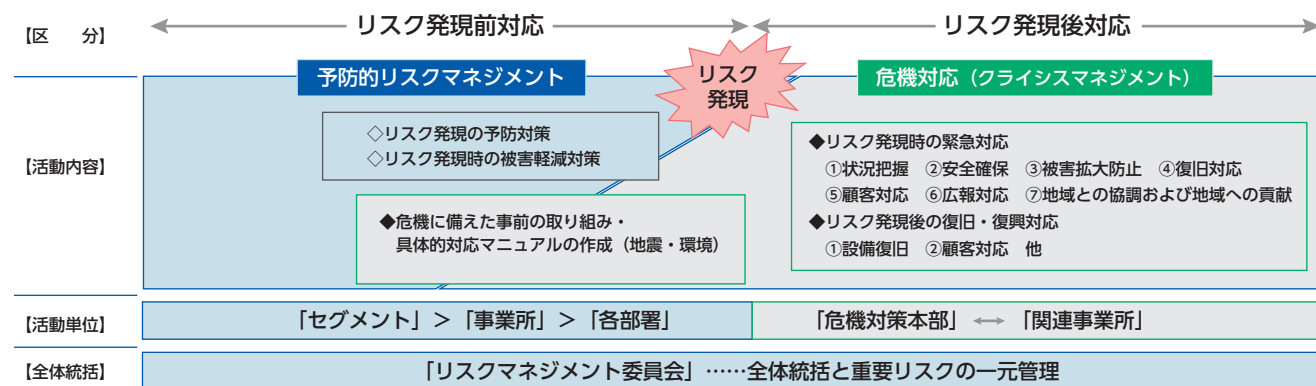 【区　　分】
リスク発現前対応
リスク発現後対応
予防的リスクマネジメント
リスク
発現
危機対応（クライシスマネジメント）
【活動内容】
◇リスク発現の予防対策
◇リスク発現時の被害軽減対策
◆危機に備えた事前の取り組み・
具体的対応マニュアルの作成（地震・環境）
◆リスク発現時の緊急対応
①状況把握　②安全確保　③被害拡大防止　④復旧対応
⑤顧客対応　⑥広報対応　⑦地域との協調および地域への貢献
◆リスク発現後の復旧・復興対応
①設備復旧　②顧客対応　他
【活動単位】
「セグメント」＞「事業所」＞「各部署」
「危機対策本部」 ⟷ 「関連事業所」
【全体統括】
「リスクマネジメント委員会」……全体統括と重要リスクの一元管理